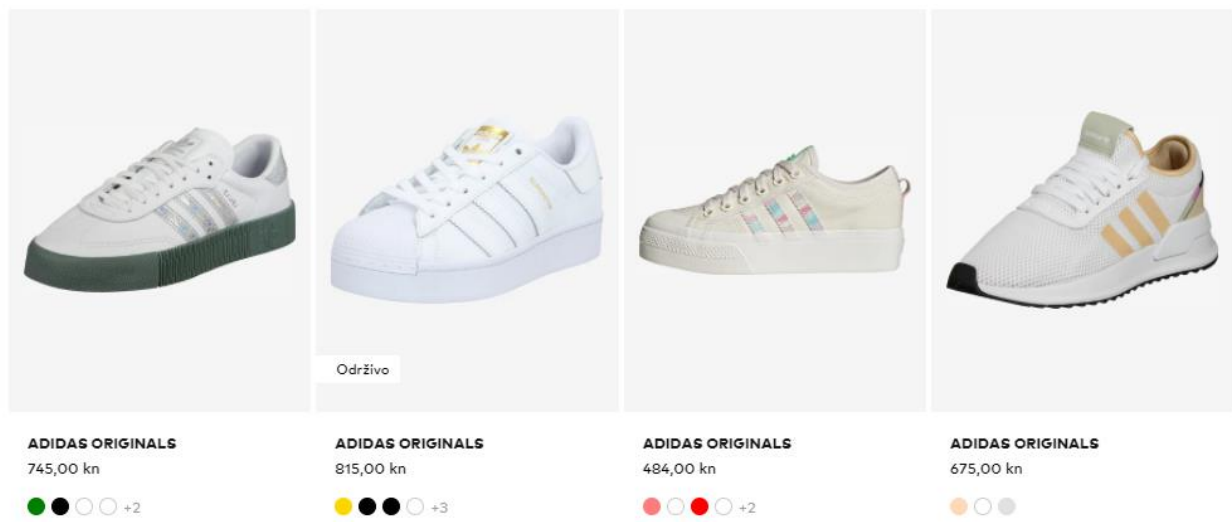 Održivo
ADIDAS ORIGINALS
745,00 kn
+2
ADIDAS ORIGINALS
815,00 kn
+3
ADIDAS ORIGINALS
484,00 kn
+2
ADIDAS ORIGINALS
675,00 kn